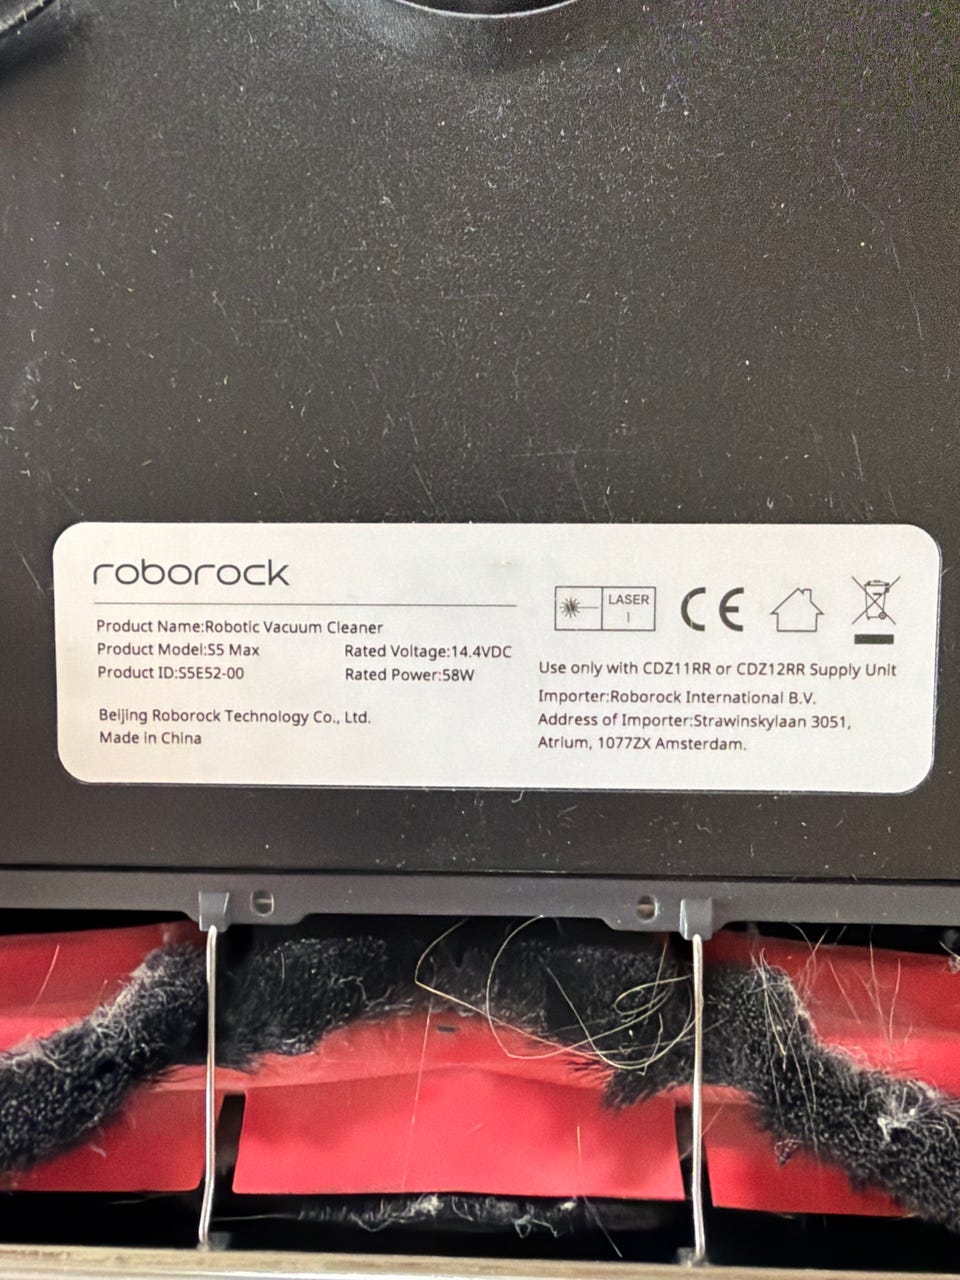 roborock
Product Name:Robotic Vacuum Cleaner
Product Model:S5 Max
Rated Voltage:14.4VDC
Product ID:S5E52-00
Rated Power:58W
Beijing Roborock Technology Co., Ltd.
Made in China
LASER
I
CE
Use only with CDZ11RR or CDZ12RR Supply Unit
Importer:Roborock International B.V.
Address of Importer:Strawinskylaan 3051,
Atrium, 1077ZX Amsterdam.